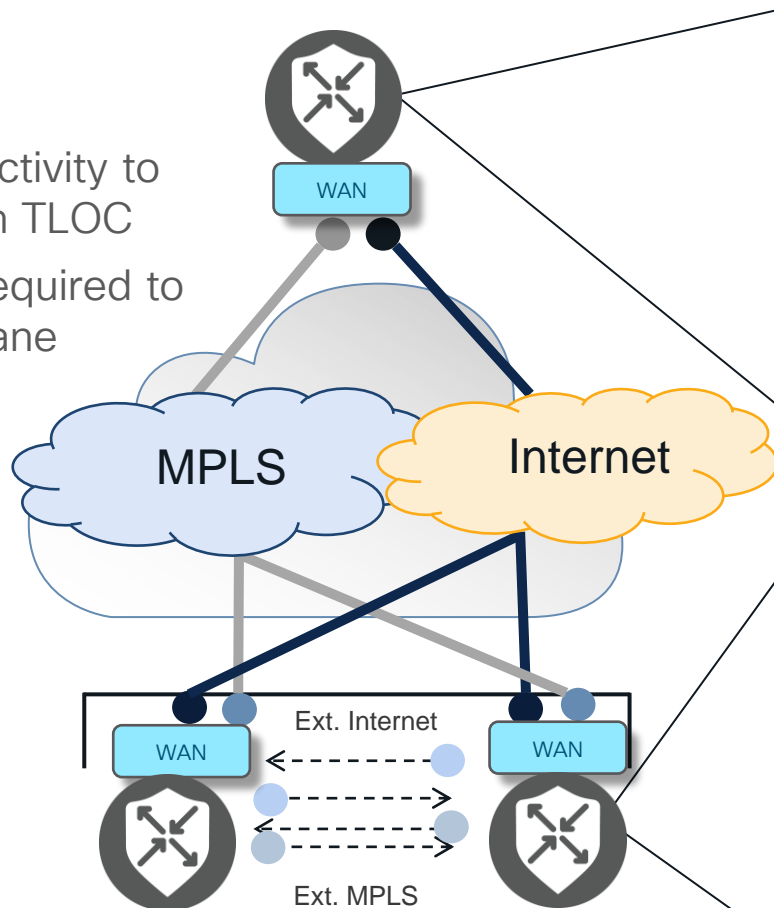 ctivity to
TLOC
equired to
ane
WAN
MPLS
Internet
Ext. Internet
WAN
WAN
Ext. MPLS